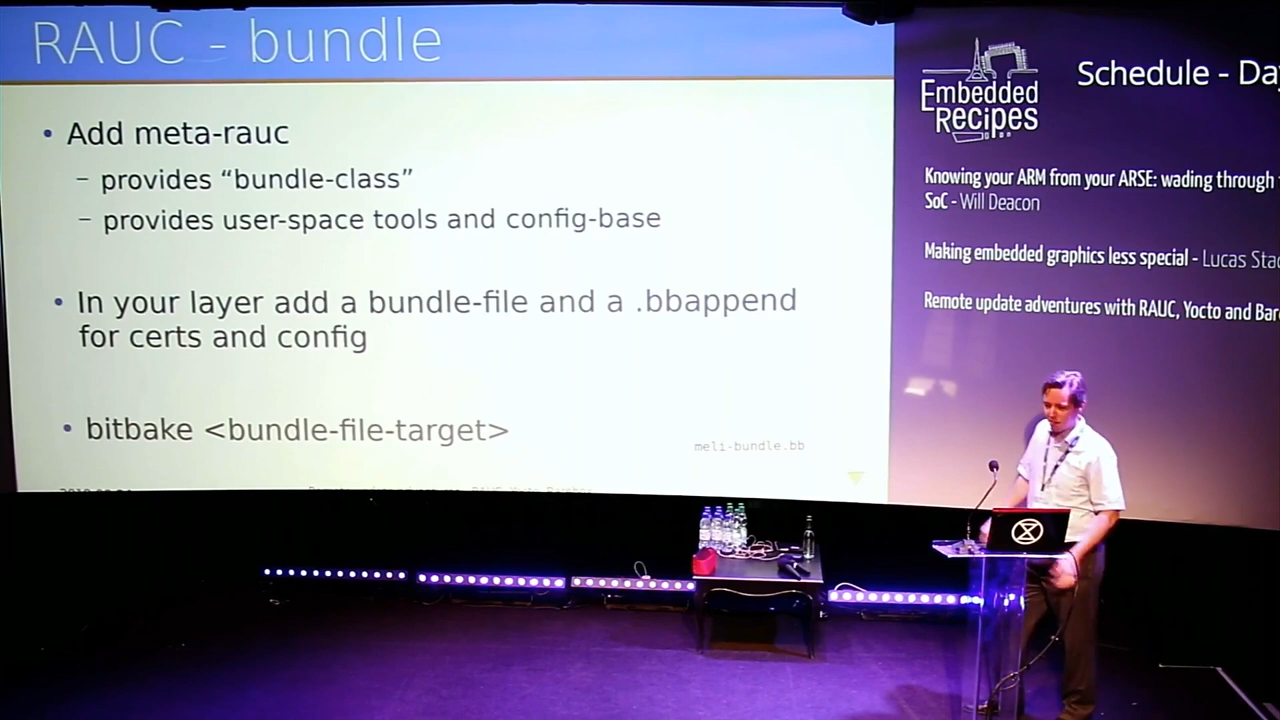 RAUC - bundle
• Add meta-rauc
– provides “bundle-class”
– provides user-space tools and config-base
• In your layer add a bundle-file and a .bbappend
for certs and config
• bitbake <bundle-file-target>
meli-bundle.bb
Embedded
Recipes
Schedule - Da
Knowing your ARM from your ARSE: wading through
SoC - Will Deacon
Making embedded graphics less special - Lucas Sta
Remote update adventures with RAUC, Yocto and Bar